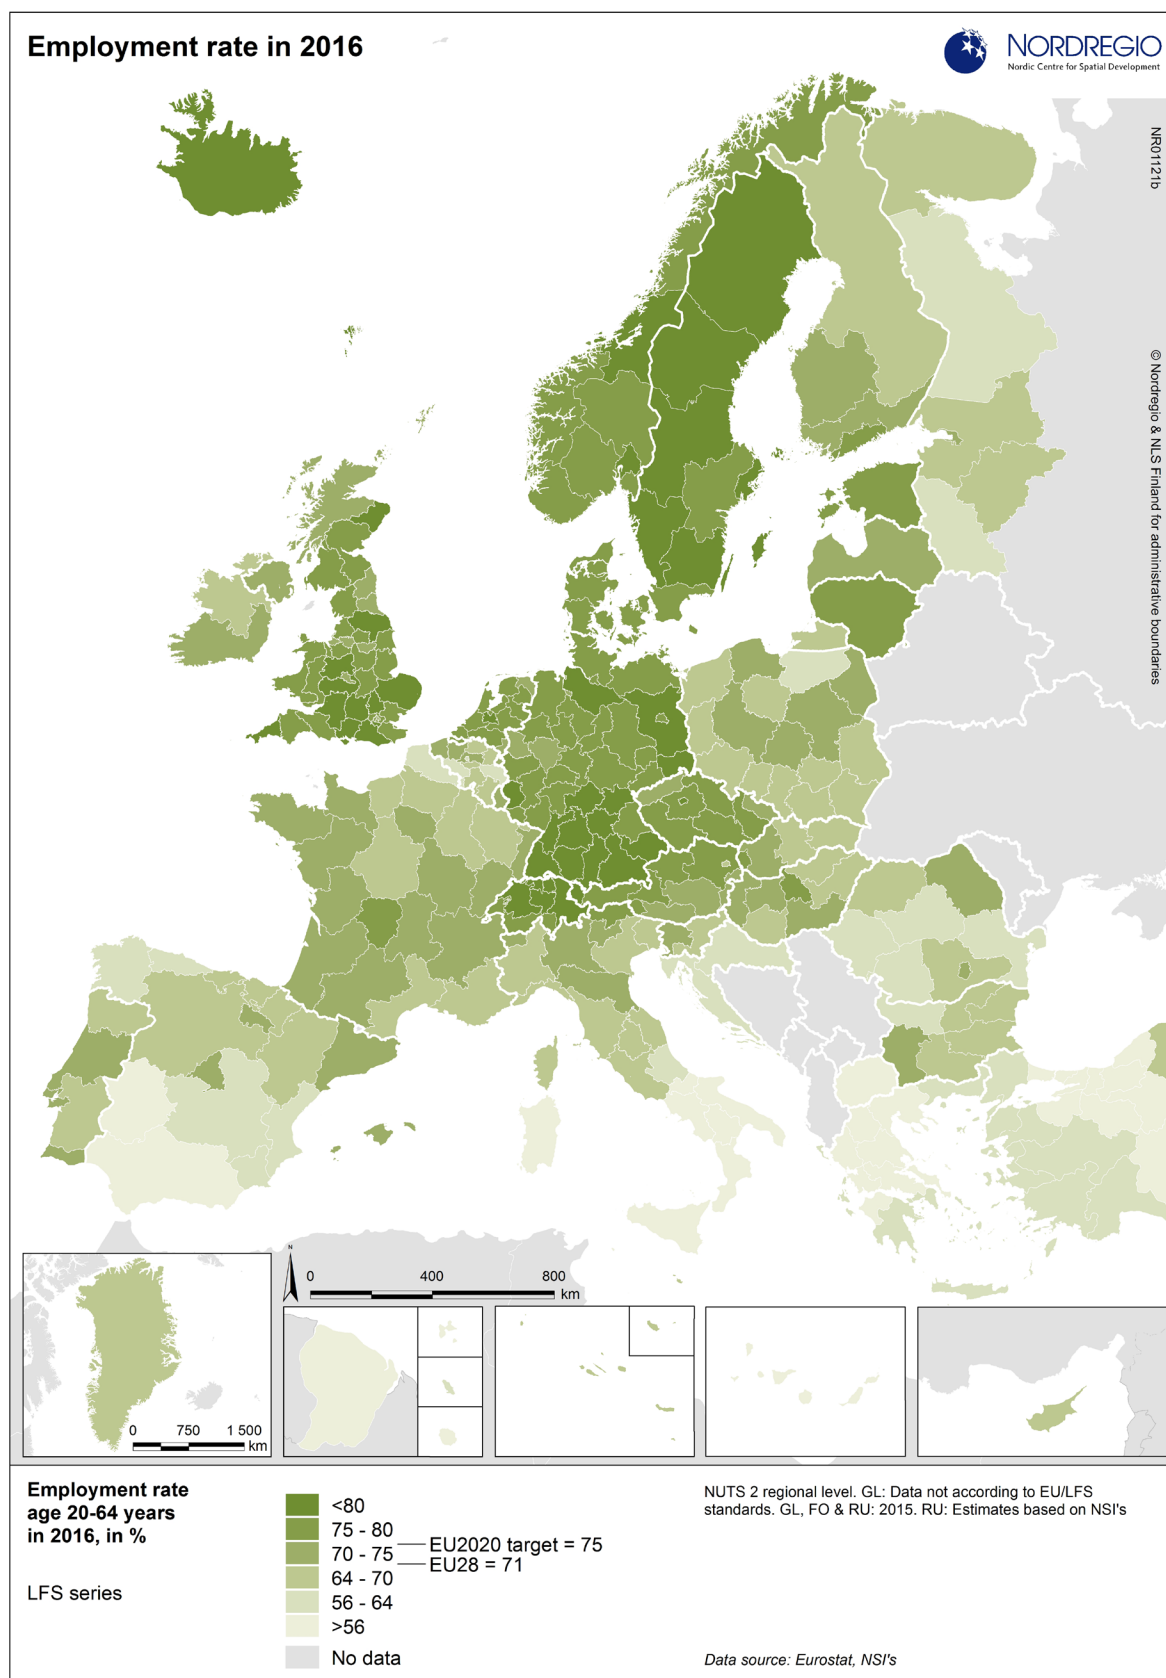 Employment rate in 2016
NORDREGIO
Nordic Centre for Spatial Development
NR01121b
© Nordregio & NLS Finland for administrative boundaries
N
0 400 800
km
0 750 1 500
km
Employment rate
age 20-64 years
in 2016, in %
LFS series
<80
75 - 80
70 - 75
64 - 70
56 - 64
>56
No data
EU2020 target = 75
EU28 = 71
NUTS 2 regional level. GL: Data not according to EU/LFS
standards. GL, FO & RU: 2015. RU: Estimates based on NSI's
Data source: Eurostat, NSI's